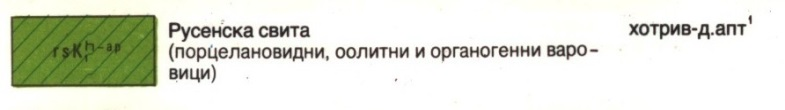 rsK₁ʰ⁻ᵃᵖ
Русенска свита хотрив-д.апт¹
(порцелановидни, оолитни и органогенни варо-
вици)